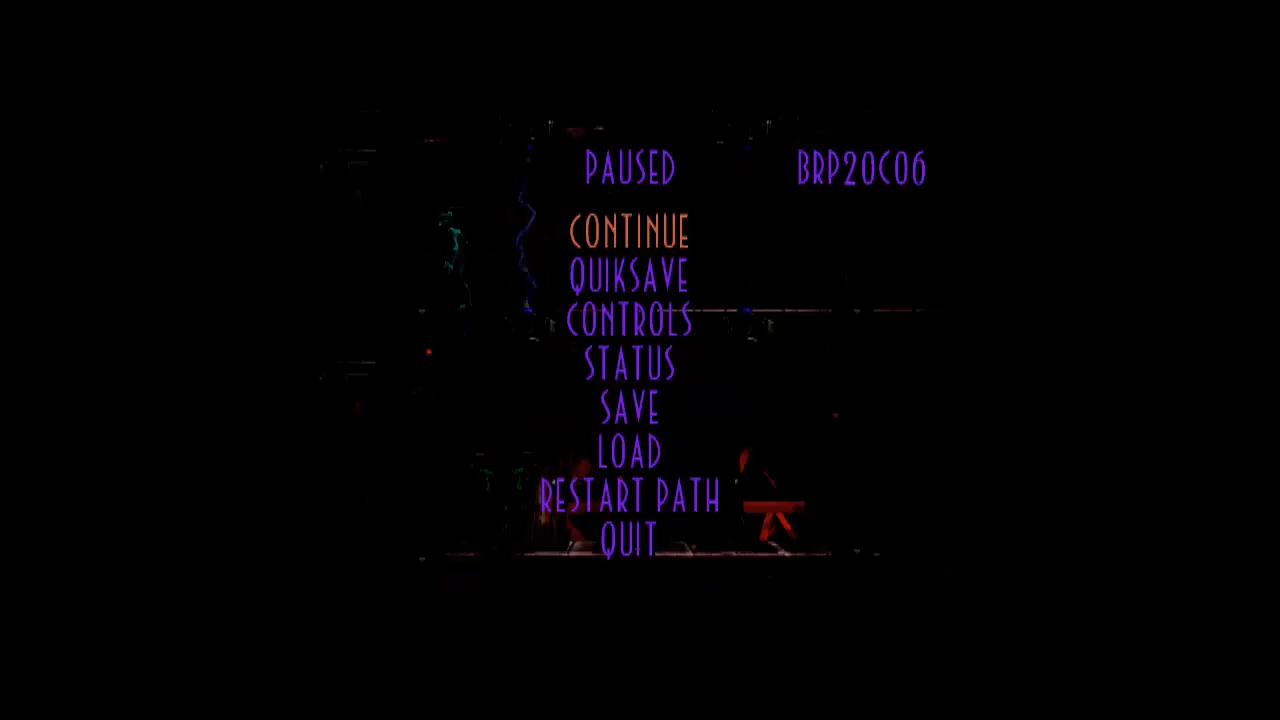 PAUSED BRP20C06
CONTINUE
QUIKSAVE
CONTROLS
STATUS
SAVE
LOAD
RESTART PATH
QUIT